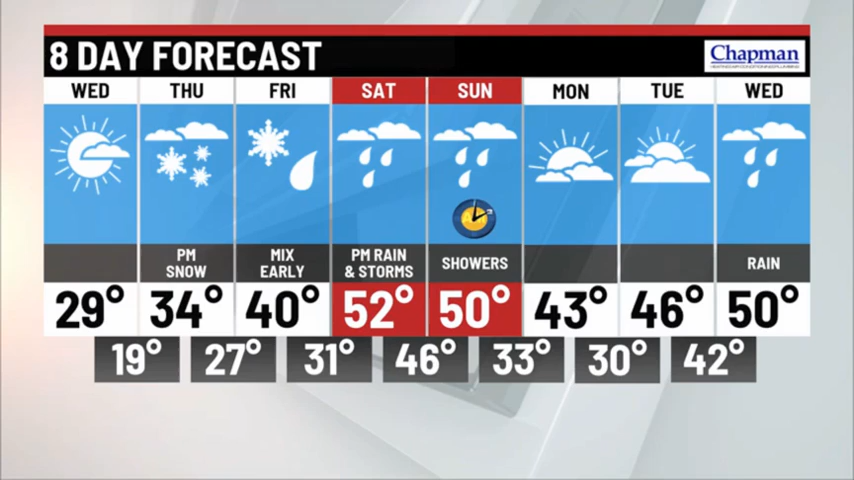 8 DAY FORECAST
Chapman
WED THU FRI SAT SUN MON TUE WED
PM
SNOW
MIX
EARLY
PM RAIN
& STORMS
SHOWERS
RAIN
29° 34° 40° 52° 50° 43° 46° 50°
19° 27° 31° 46° 33° 30° 42°